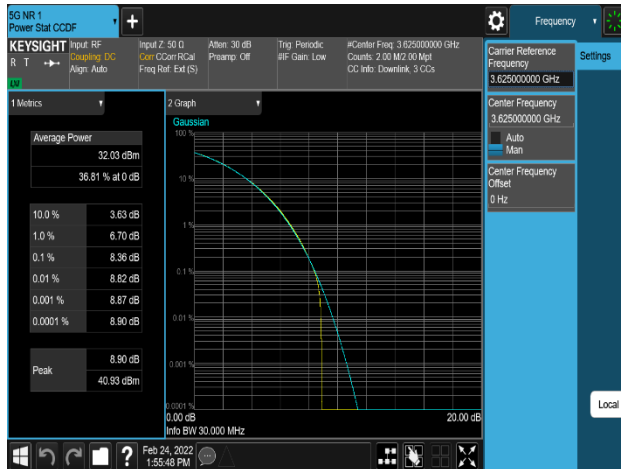 5G NR 1
Power Stat CCDF
Frequency
KEYSIGHT
R T
Input: RF
Coupling: DC
Align: Auto
Input Z: 50 Ω
Corr CCorr RCal
Freq Ref: Ext (S)
Atten: 30 dB
Preamp: Off
Trig: Periodic
#IF Gain: Low
#Center Freq: 3.625000000 GHz
Counts: 2.00 M/2.00 Mpt
CC Info: Downlink, 3 CCs
1 Metrics
Average Power
32.03 dBm
36.81 % at 0 dB
10.0 % 3.63 dB
1.0 % 6.70 dB
0.1 % 8.36 dB
0.01 % 8.82 dB
0.001 % 8.87 dB
0.0001 % 8.90 dB
Peak
8.90 dB
40.93 dBm
2 Graph
Gaussian
100 %
10 %
1 %
0.1 %
0.01 %
0.001 %
0.0001 %
0.00 dB 20.00 dB
Info BW 30.000 MHz
Carrier Reference
Frequency
3.625000000 GHz
Center Frequency
3.625000000 GHz
Auto
Man
Center Frequency
Offset
0 Hz
Settings
Local
?
Feb 24, 2022
1:55:48 PM